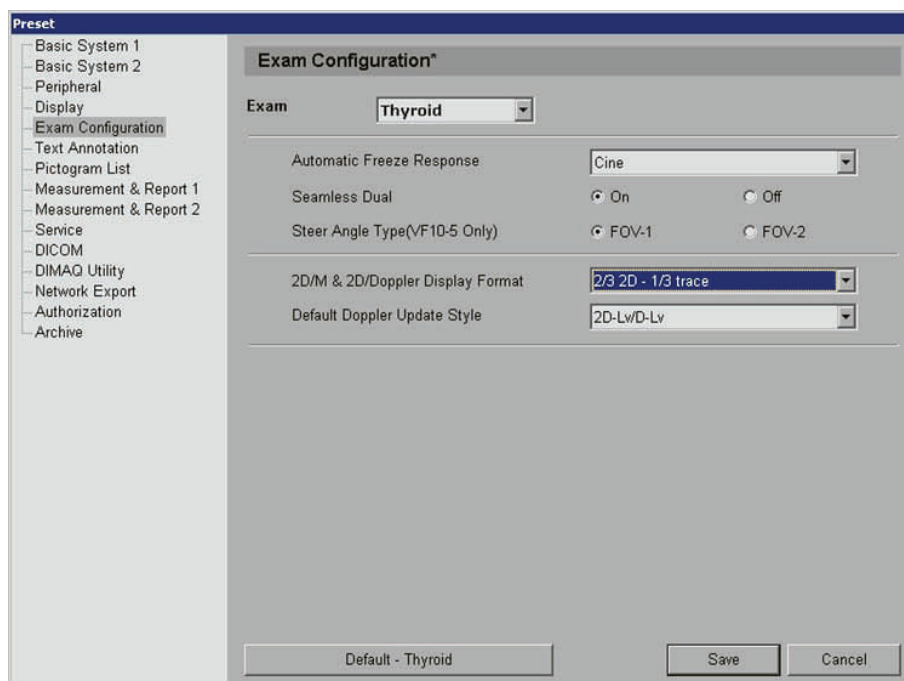 Preset
Basic System 1
Basic System 2
Peripheral
Display
Exam Configuration
Text Annotation
Pictogram List
Measurement & Report 1
Measurement & Report 2
Service
DICOM
DIMAQ Utility
Network Export
Authorization
Archive
Exam Configuration*
Exam Thyroid
Automatic Freeze Response Cine
Seamless Dual On Off
Steer Angle Type(VF10-5 Only) FOV-1 FOV-2
2D/M & 2D/Doppler Display Format 2/3 2D - 1/3 trace
Default Doppler Update Style 2D-Lv/D-Lv
Default - Thyroid Save Cancel